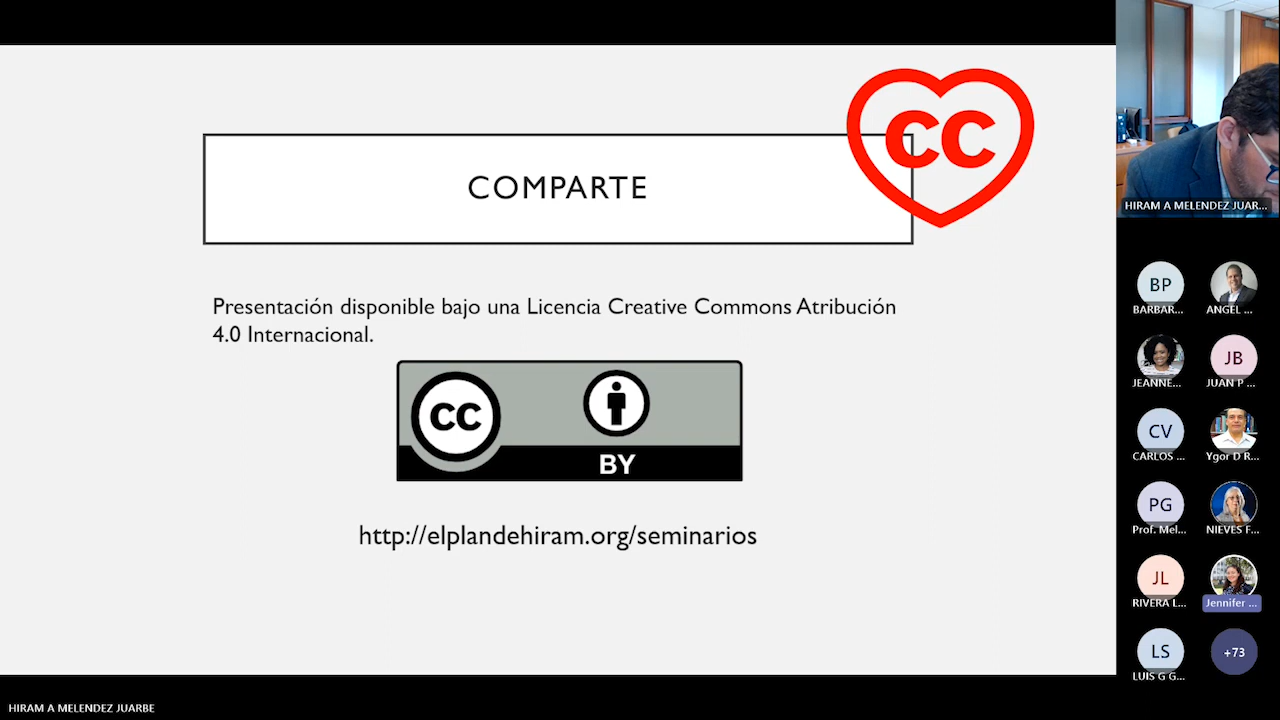 CC
COMPARTE
Presentación disponible bajo una Licencia Creative Commons Atribución
4.0 Internacional.
CC
BY
http://elplandehiram.org/seminarios
HIRAM A MELENDEZ JUAR...
BP
BARBAR...
ANGEL ...
JEANNE...
JB
JUAN P ...
CV
CARLOS ...
Ygor D R...
PG
Prof. Mel...
NIEVES F...
JL
RIVERA L...
Jennifer ...
LS
LUIS G G...
+73
HIRAM A MELENDEZ JUARBE